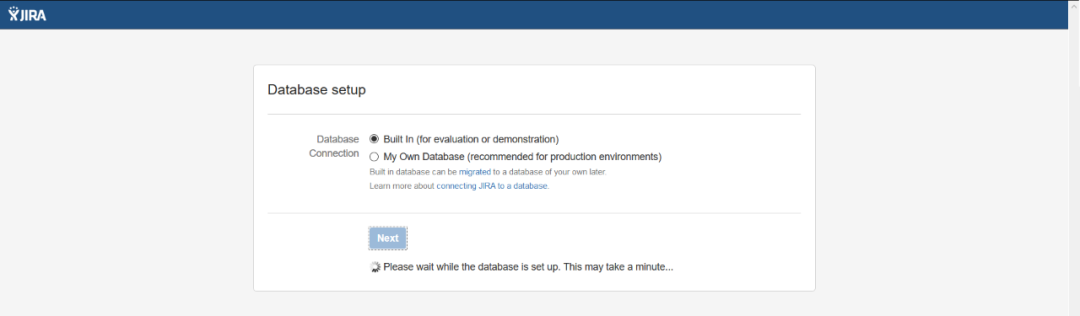 JIRA
Database setup
Database Connection
Built In (for evaluation or demonstration)
My Own Database (recommended for production environments)
Built in database can be migrated to a database of your own later.
Learn more about connecting JIRA to a database.
Next
Please wait while the database is set up. This may take a minute...